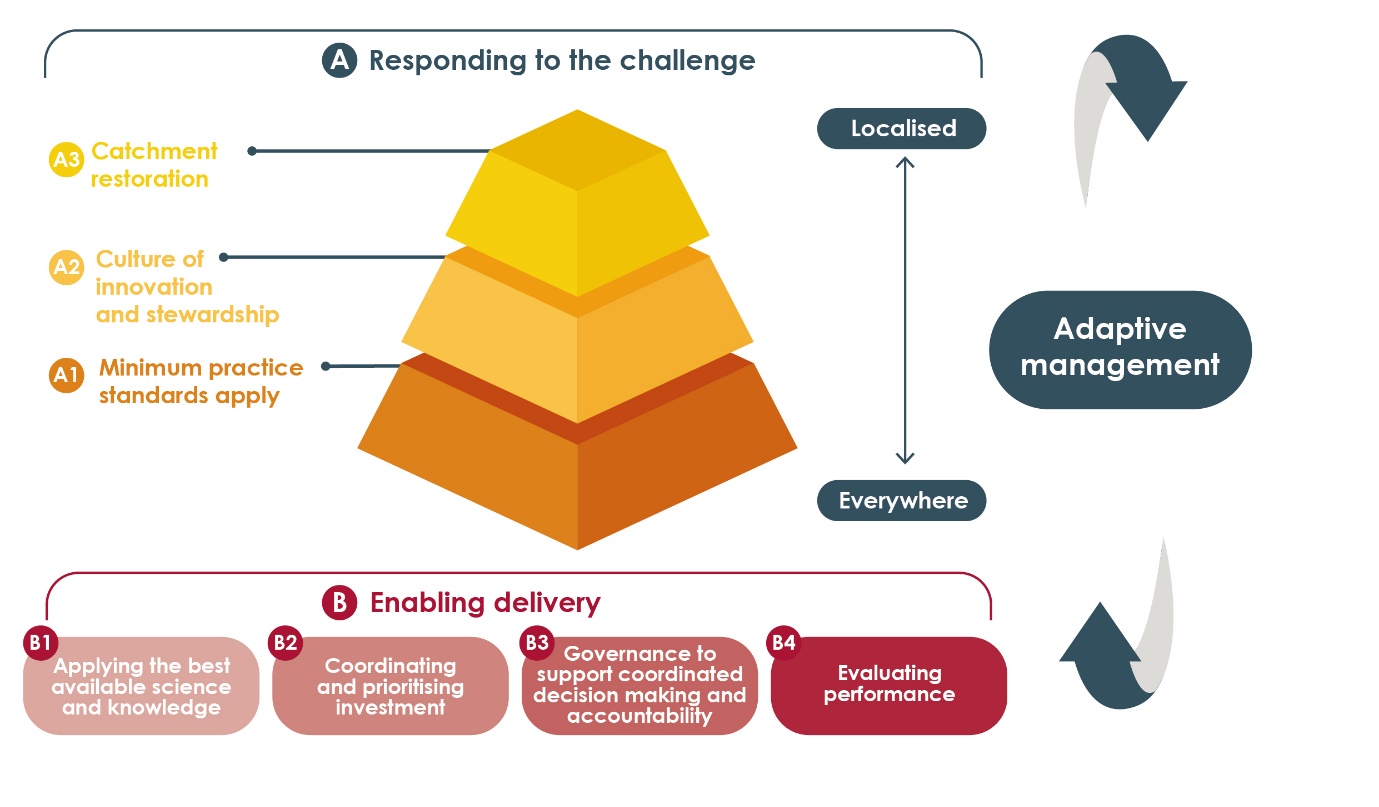 A Responding to the challenge
Localised
A3 Catchment
restoration
A2 Culture of
innovation
and stewardship
A1 Minimum practice
standards apply
Everywhere
Adaptive
management
B Enabling delivery
B1
Applying the best
available science
and knowledge
B2
Coordinating
and prioritising
investment
B3
Governance to
support coordinated
decision making and
accountability
B4
Evaluating
performance